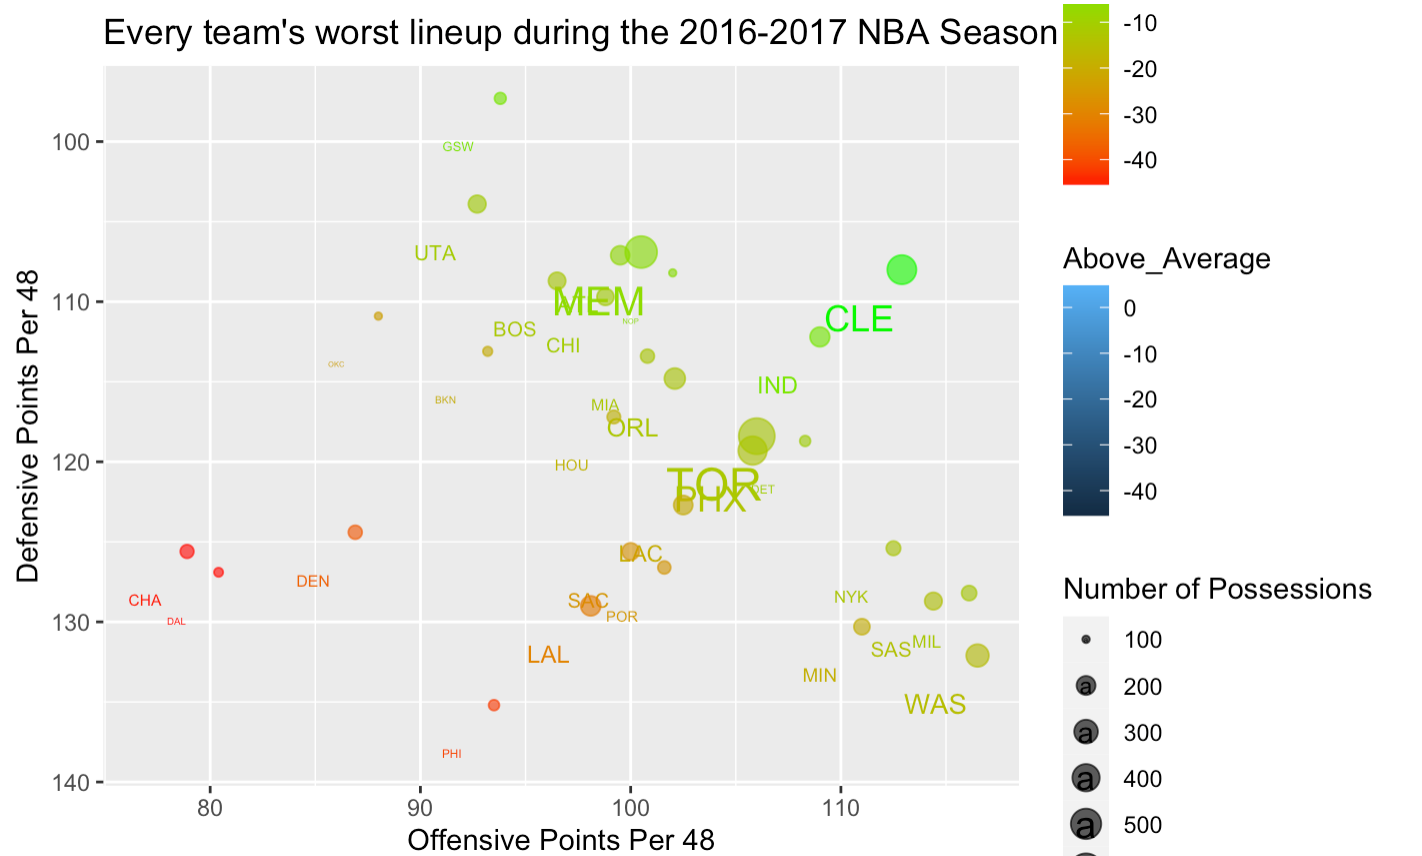 Every team's worst lineup during the 2016-2017 NBA Season
-10
-20
-30
-40
Above_Average
0
-10
-20
-30
-40
Number of Possessions
100
a 200
a 300
a 400
a 500
Defensive Points Per 48
100
110
120
130
140
GSW
UTA
MEM
NOP
CLE
BOS
CHI
OKC
IND
BKN
MIA
ORL
HOU
TOR
DET
PHX
LAC
DEN
CHA
SAC
NYK
DAL
POR
MIL
SAS
LAL
MIN
WAS
PHI
80
90
100
110
Offensive Points Per 48